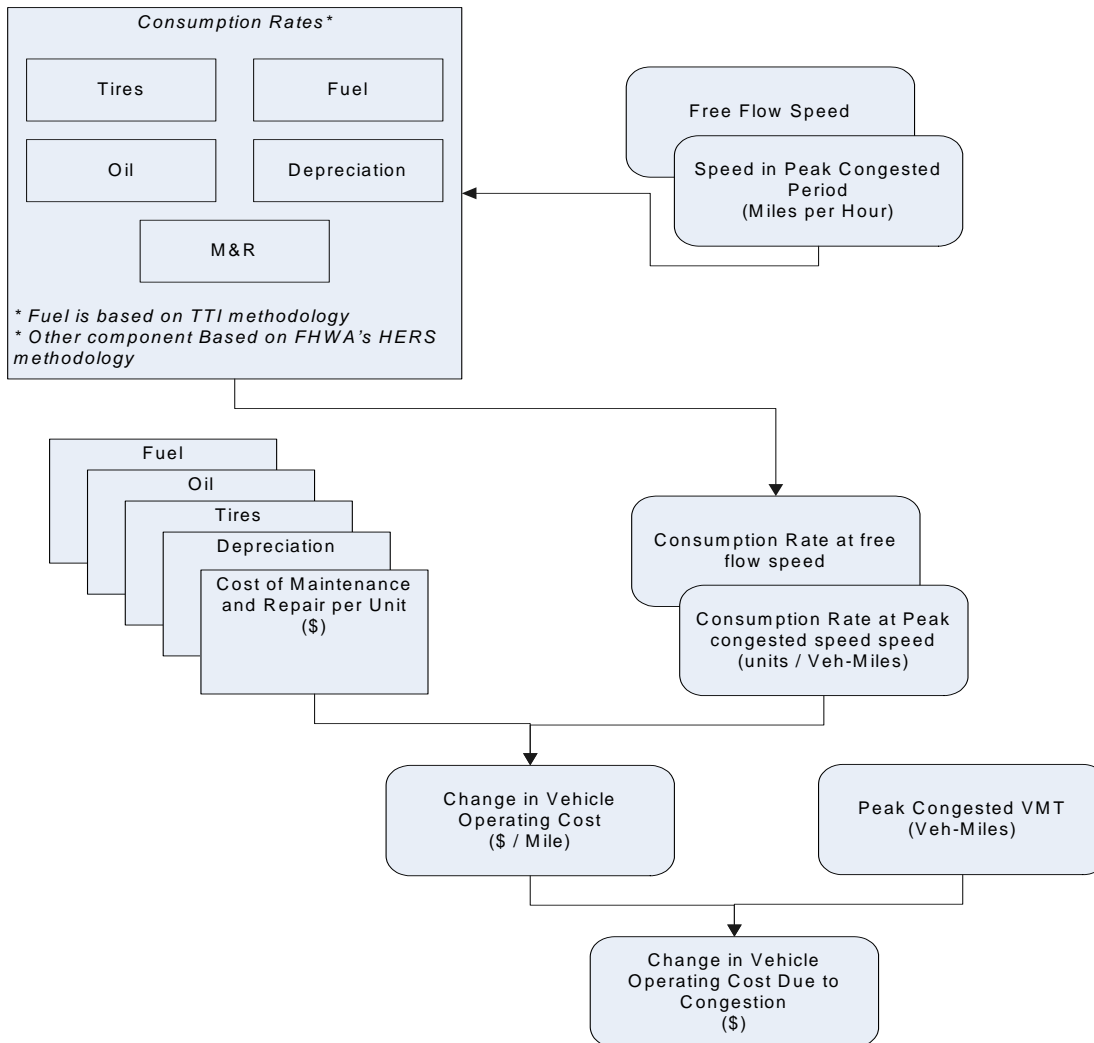 Consumption Rates*
Tires
Fuel
Oil
Depreciation
M&R
* Fuel is based on TTI methodology
* Other component Based on FHWA's HERS
methodology
Free Flow Speed
Speed in Peak Congested
Period
(Miles per Hour)
Fuel
Oil
Tires
Depreciation
Cost of Maintenance
and Repair per Unit
($)
Consumption Rate at free
flow speed
Consumption Rate at Peak
congested speed speed
(units / Veh-Miles)
Change in Vehicle
Operating Cost
($ / Mile)
Peak Congested VMT
(Veh-Miles)
Change in Vehicle
Operating Cost Due to
Congestion
($)